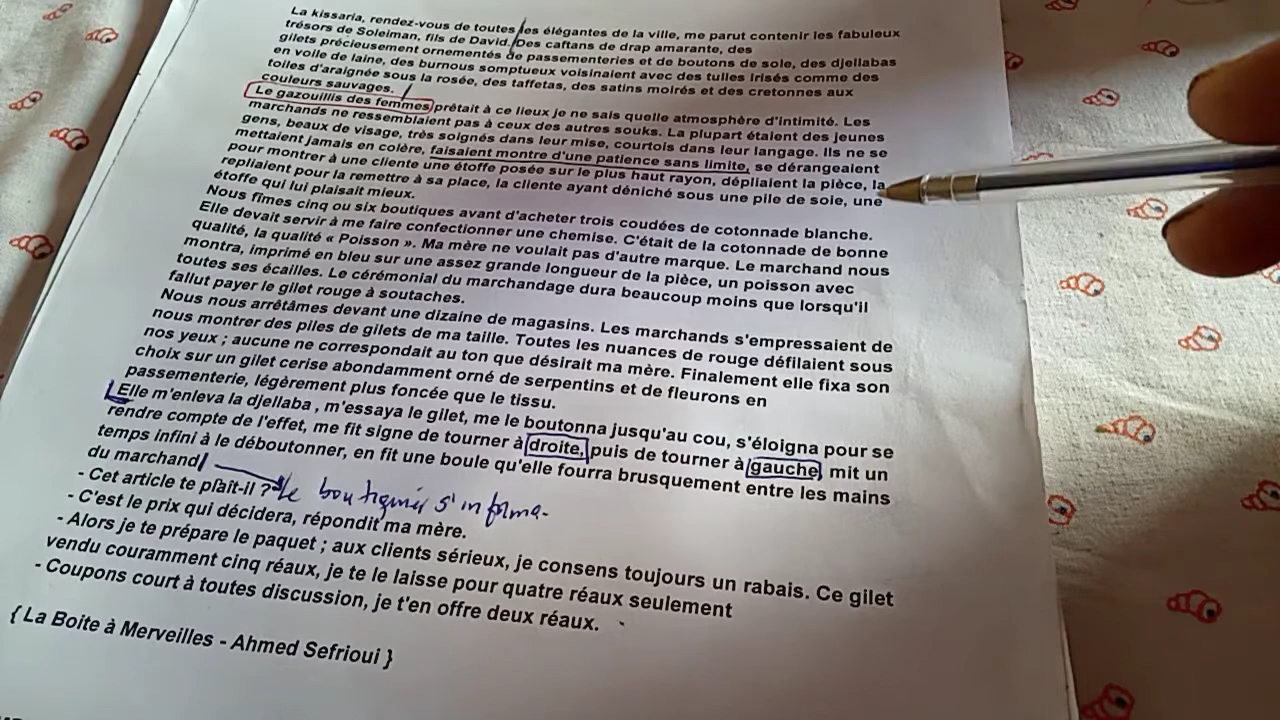 La kissaria, rendez-vous de toutes les élégantes de la ville, me parut contenir les fabuleux
trésors de Soleiman, fils de David. Des caftans de drap amarante, des
gilets précieusement ornementés de passementeries et de boutons de soie, des djellabas
en voile de laine, des burnous somptueux voisinaient avec des tulles irisés comme des
toiles d'araignée sous la rosée, des taffetas, des satins moirés et des cretonnes aux
couleurs sauvages.
Le gazouillis des femmes prêtait à ce lieux je ne sais quelle atmosphère d'intimité. Les
marchands ne ressemblaient pas à ceux des autres souks. La plupart étaient des jeunes
gens, beaux de visage, très soignés dans leur mise, courtois dans leur langage. Ils ne se
mettaient jamais en colère, faisaient montre d'une patience sans limite, se dérangeaient
pour montrer à une cliente une étoffe posée sur le plus haut rayon, dépliaient la pièce, la
repliaient pour la remettre à sa place, la cliente ayant déniché sous une pile de soie, une
étoffe qui lui plaisait mieux.
Nous fîmes cinq ou six boutiques avant d'acheter trois coudées de cotonnade blanche.
Elle devait servir à me faire confectionner une chemise. C'était de la cotonnade de bonne
qualité, la qualité « Poisson ». Ma mère ne voulait pas d'autre marque. Le marchand nous
montra, imprimé en bleu sur une assez grande longueur de la pièce, un poisson avec
toutes ses écailles. Le cérémonial du marchandage dura beaucoup moins que lorsqu'il
fallut payer le gilet rouge à soutaches.
Nous nous arrêtâmes devant une dizaine de magasins. Les marchands s'empressaient de
nous montrer des piles de gilets de ma taille. Toutes les nuances de rouge défilaient sous
nos yeux ; aucune ne correspondait au ton que désirait ma mère. Finalement elle fixa son
choix sur un gilet cerise abondamment orné de serpentins et de fleurons en
passementerie, légèrement plus foncée que le tissu.
Elle m'enleva la djellaba , m'essaya le gilet, me le boutonna jusqu'au cou, s'éloigna pour se
rendre compte de l'effet, me fit signe de tourner à droite, puis de tourner à gauche, mit un
temps infini à le déboutonner, en fit une boule qu'elle fourra brusquement entre les mains
du marchand
- Cet article te plaît-il ? le boutiquier s'informa.
- C'est le prix qui décidera, répondit ma mère.
- Alors je te prépare le paquet ; aux clients sérieux, je consens toujours un rabais. Ce gilet
vendu couramment cinq réaux, je te le laisse pour quatre réaux seulement
- Coupons court à toutes discussion, je t'en offre deux réaux.
{ La Boite à Merveilles - Ahmed Sefrioui }